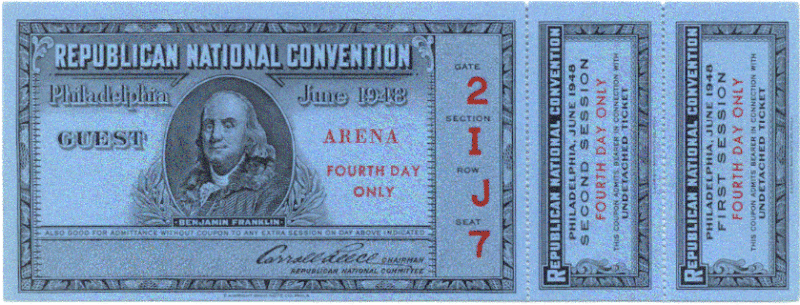 REPUBLICAN NATIONAL CONVENTION
Philadelphia June 1948
GUEST
ARENA
FOURTH DAY
ONLY
BENJAMIN FRANKLIN
ALSO GOOD FOR ADMITTANCE WITHOUT COUPON TO ANY EXTRA SESSION ON DAY ABOVE INDICATED
Carroll Reece CHAIRMAN
REPUBLICAN NATIONAL COMMITTEE
GATE
2
SECTION
I
ROW
J
SEAT
7
REPUBLICAN NATIONAL CONVENTION
PHILADELPHIA, JUNE 1948
SECOND SESSION
FOURTH DAY ONLY
THIS COUPON ADMITS BEARER IN CONNECTION WITH
UNDETACHED TICKET
REPUBLICAN NATIONAL CONVENTION
PHILADELPHIA, JUNE 1948
FIRST SESSION
FOURTH DAY ONLY
THIS COUPON ADMITS BEARER IN CONNECTION WITH
UNDETACHED TICKET